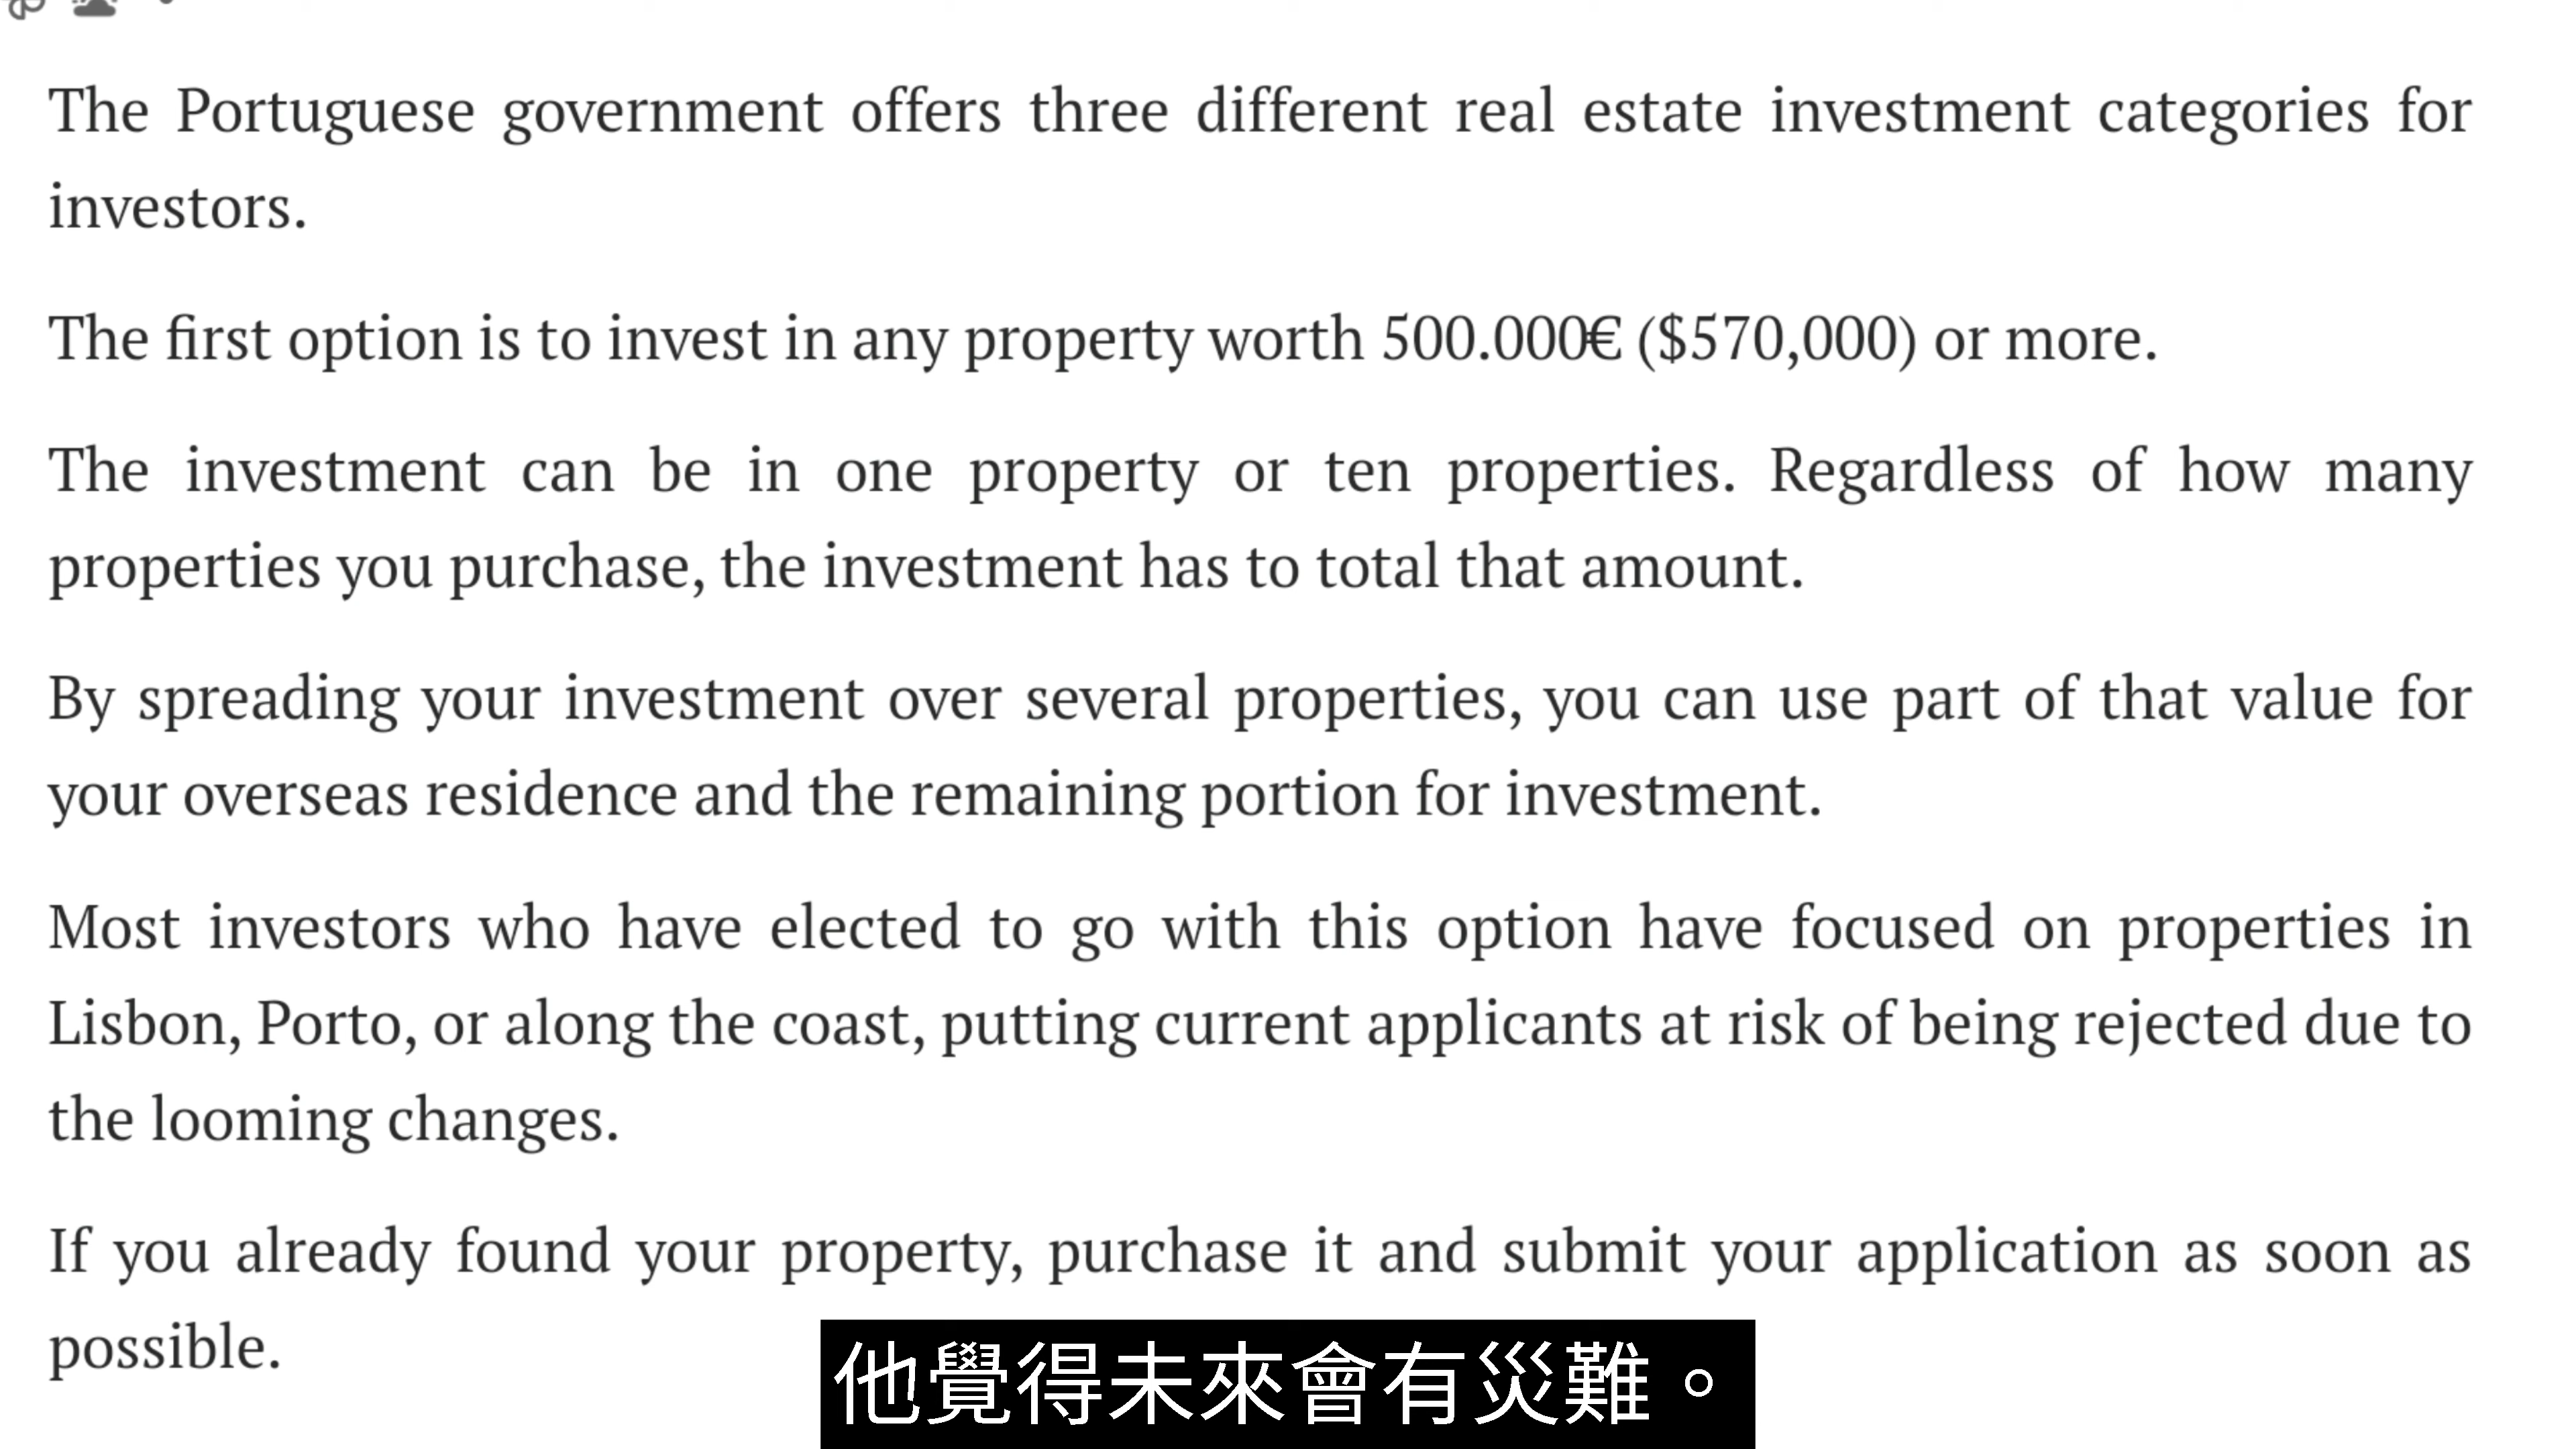 The Portuguese government offers three different real estate investment categories for
investors.
The first option is to invest in any property worth 500.000€ ($570,000) or more.
The investment can be in one property or ten properties. Regardless of how many
properties you purchase, the investment has to total that amount.
By spreading your investment over several properties, you can use part of that value for
your overseas residence and the remaining portion for investment.
Most investors who have elected to go with this option have focused on properties in
Lisbon, Porto, or along the coast, putting current applicants at risk of being rejected due to
the looming changes.
If you already found your property, purchase it and submit your application as soon as
possible.
他覺得未來會有災難。